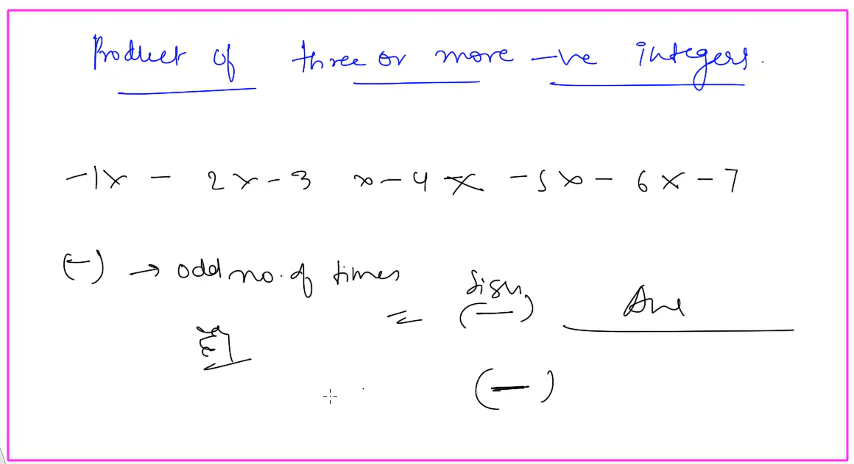 Product of three or more -ve integers.
-1 x - 2 x - 3 x - 4 x - 5 x - 6 x - 7
(-) → odd no. of times = Sign (-) Ans
है
(-)